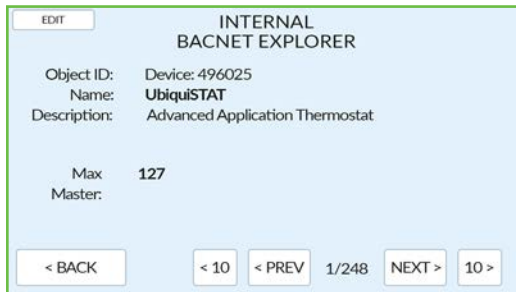 EDIT
INTERNAL
BACNET EXPLORER
Object ID: Device: 496025
Name: UbiquiSTAT
Description: Advanced Application Thermostat
Max 127
Master:
< BACK < 10 < PREV 1/248 NEXT > 10 >